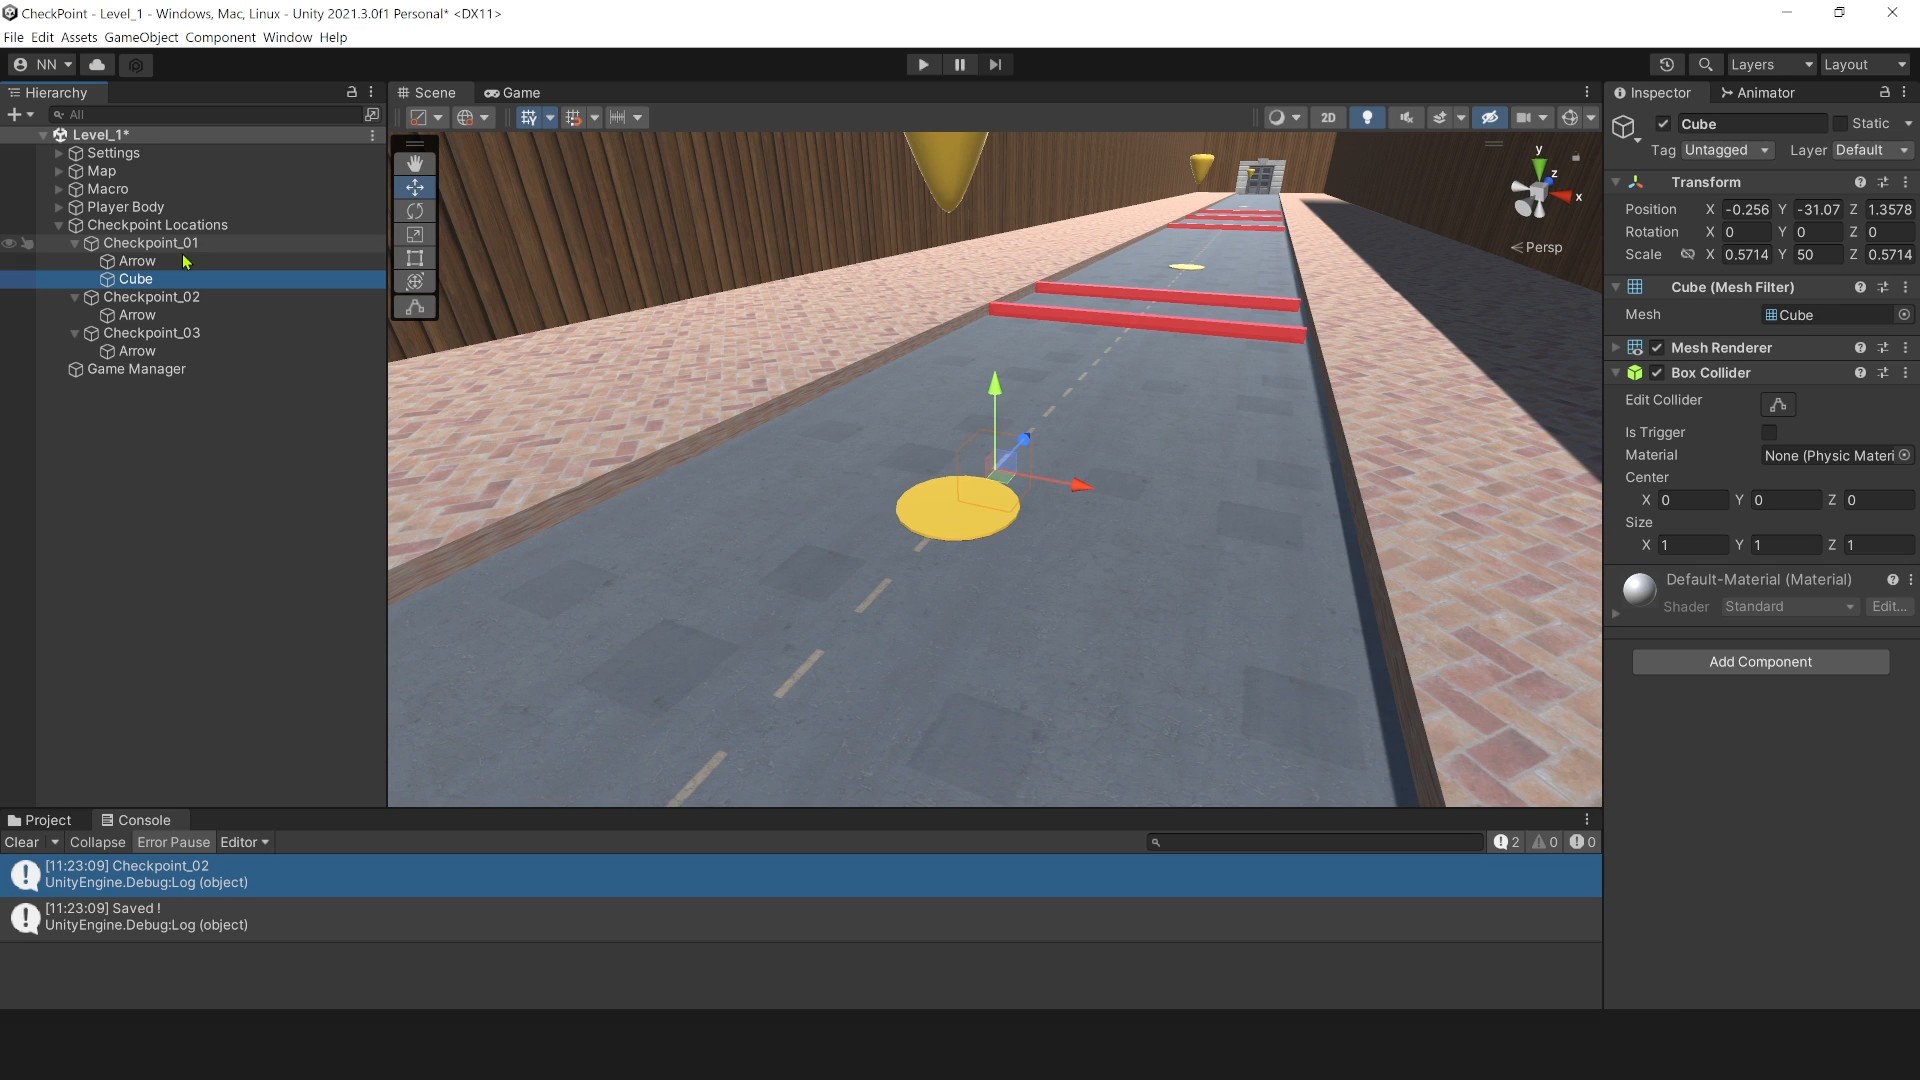 CheckPoint - Level_1 - Windows, Mac, Linux - Unity 2021.3.0f1 Personal* <DX11>
File Edit Assets GameObject Component Window Help
NN
Layers
Layout
Hierarchy
All
Level_1*
Settings
Map
Macro
Player Body
Checkpoint Locations
Checkpoint_01
Arrow
Cube
Checkpoint_02
Arrow
Checkpoint_03
Arrow
Game Manager
Scene
Game
2D
y
z
x
Persp
Inspector
Animator
Cube
Static
Tag Untagged
Layer Default
Transform
Position X -0.256 Y -31.07 Z 1.3578
Rotation X 0 Y 0 Z 0
Scale X 0.5714 Y 50 Z 0.5714
Cube (Mesh Filter)
Mesh Cube
Mesh Renderer
Box Collider
Edit Collider
Is Trigger
Material None (Physic Materi
Center
X 0 Y 0 Z 0
Size
X 1 Y 1 Z 1
Default-Material (Material)
Shader Standard Edit...
Add Component
Project
Console
Clear Collapse Error Pause Editor
2 0 0
[11:23:09] Checkpoint_02
UnityEngine.Debug:Log (object)
[11:23:09] Saved !
UnityEngine.Debug:Log (object)